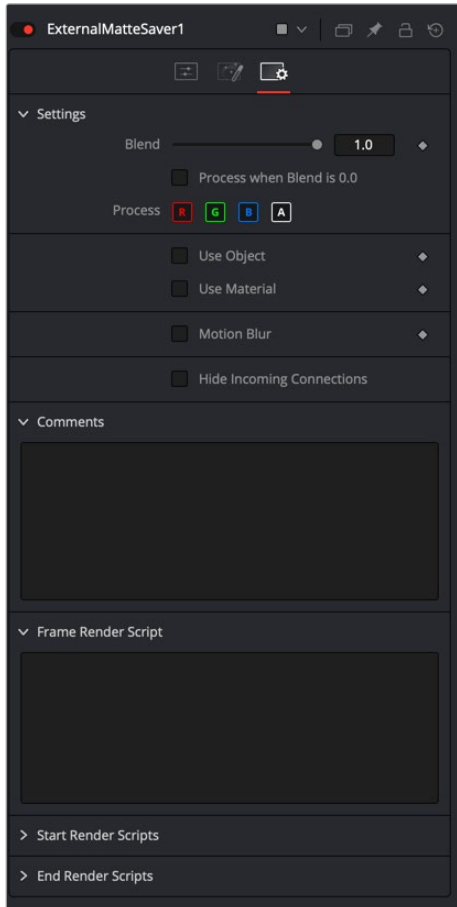 ExternalMatteSaver1
Settings
Blend 1.0
Process when Blend is 0.0
Process R G B A
Use Object
Use Material
Motion Blur
Hide Incoming Connections
Comments
Frame Render Script
Start Render Scripts
End Render Scripts